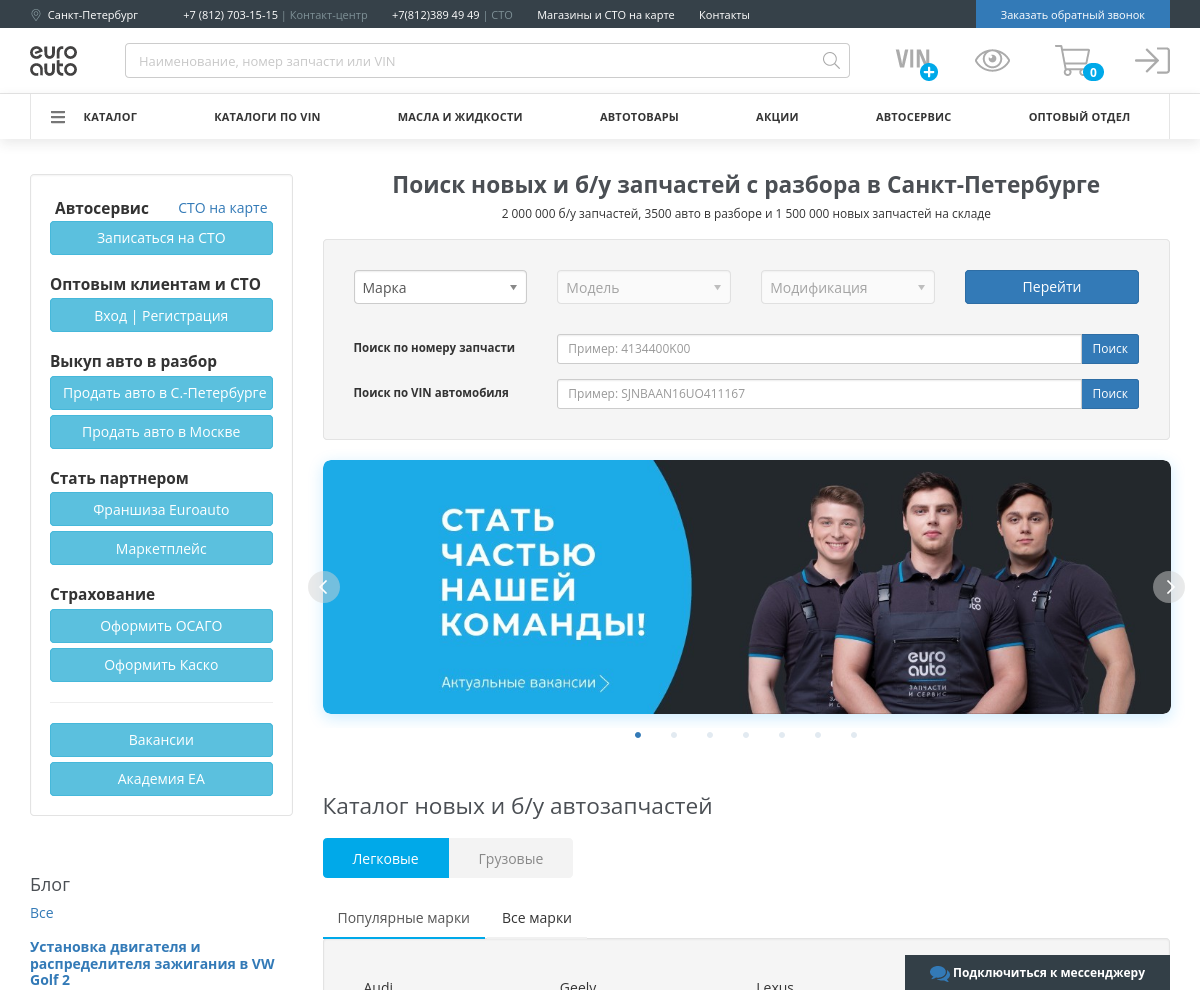 Санкт-Петербург
+7 (812) 703-15-15 | Контакт-центр
+7(812)389 49 49 | СТО
Магазины и СТО на карте
Контакты
Заказать обратный звонок
euro
auto
Наименование, номер запчасти или VIN
VIN
0
КАТАЛОГ
КАТАЛОГИ ПО VIN
МАСЛА И ЖИДКОСТИ
АВТОТОВАРЫ
АКЦИИ
АВТОСЕРВИС
ОПТОВЫЙ ОТДЕЛ
Автосервис
СТО на карте
Записаться на СТО
Оптовым клиентам и СТО
Вход | Регистрация
Выкуп авто в разбор
Продать авто в С.-Петербурге
Продать авто в Москве
Стать партнером
Франшиза Euroauto
Маркетплейс
Страхование
Оформить ОСАГО
Оформить Каско
Вакансии
Академия ЕА
Блог
Все
Установка двигателя и
распределителя зажигания в VW
Golf 2
Поиск новых и б/у запчастей с разбора в Санкт-Петербурге
2 000 000 б/у запчастей, 3500 авто в разборе и 1 500 000 новых запчастей на складе
Марка
Модель
Модификация
Перейти
Поиск по номеру запчасти
Пример: 4134400K00
Поиск
Поиск по VIN автомобиля
Пример: SJNBAAN16UO411167
Поиск
СТАТЬ
ЧАСТЬЮ
НАШЕЙ
КОМАНДЫ!
Актуальные вакансии
euro
auto
ЗАПЧАСТИ
И СЕРВИС
Каталог новых и б/у автозапчастей
Легковые
Грузовые
Популярные марки
Все марки
Audi
Geely
Lexus
Подключиться к мессенджеру